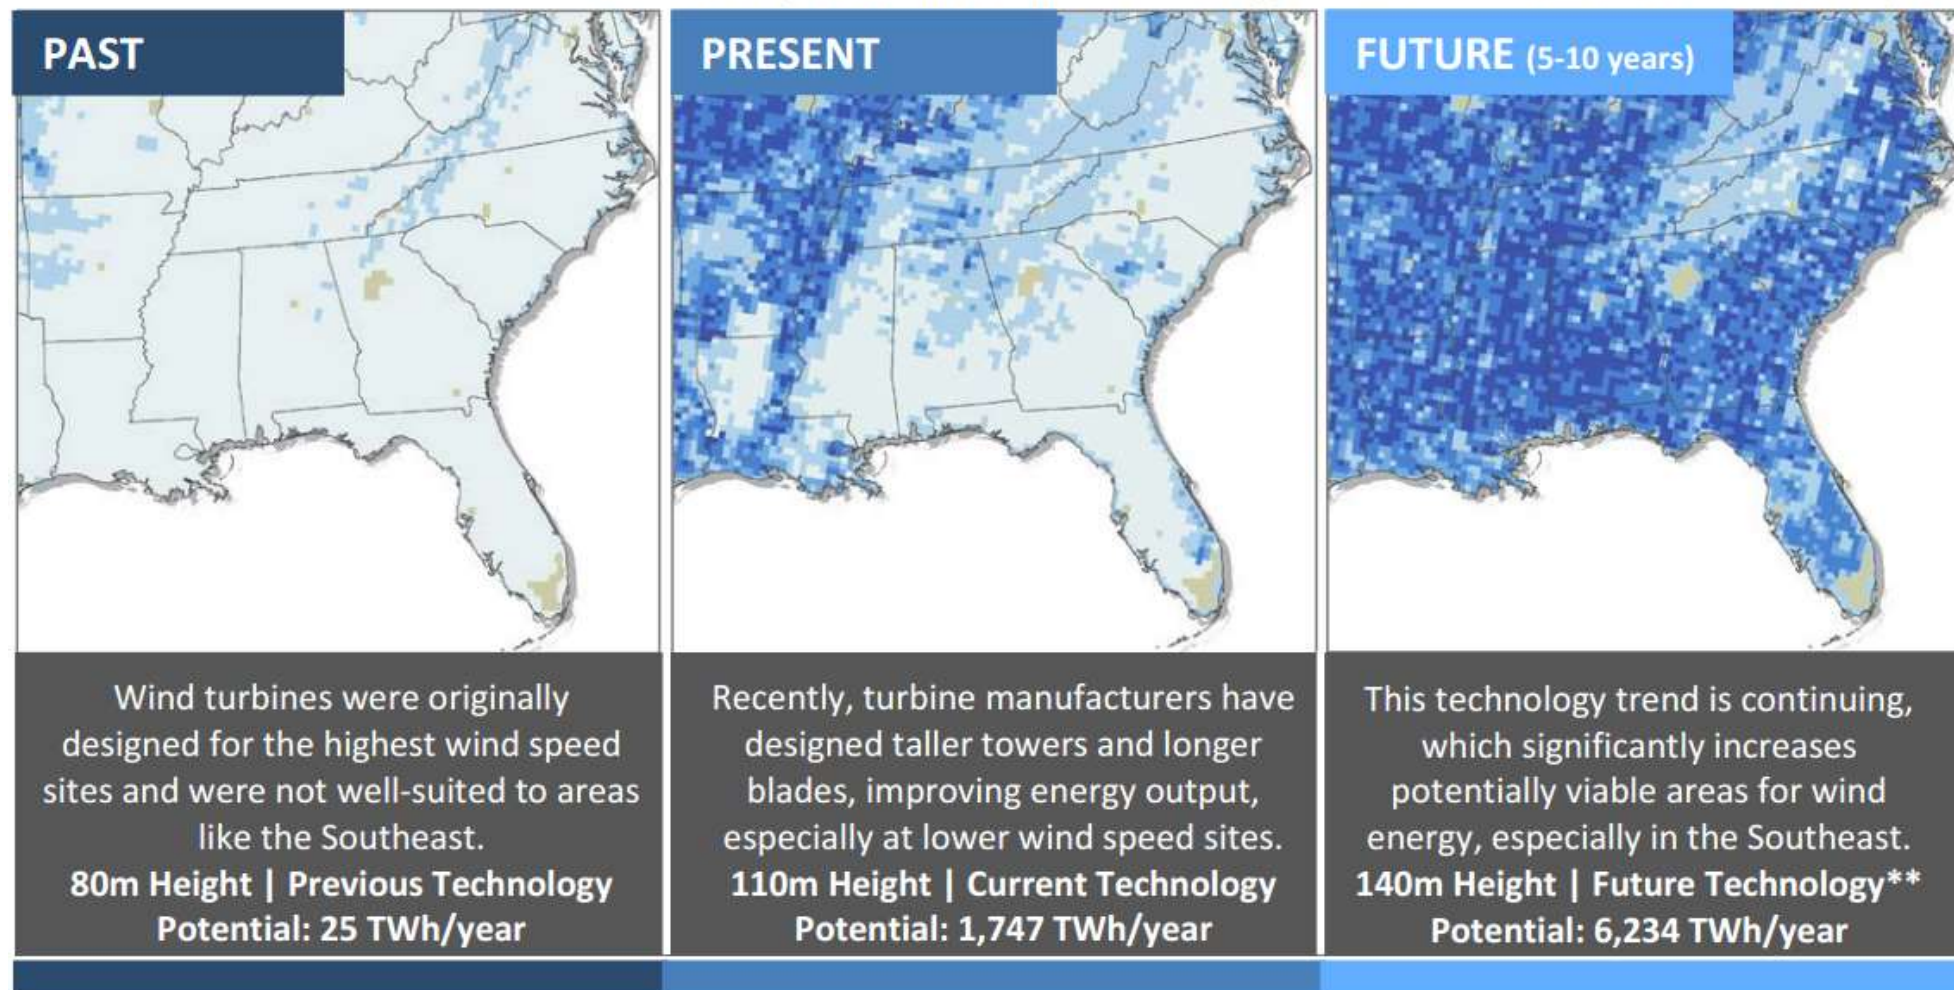 PAST
Wind turbines were originally
designed for the highest wind speed
sites and were not well-suited to areas
like the Southeast.
80m Height | Previous Technology
Potential: 25 TWh/year
PRESENT
Recently, turbine manufacturers have
designed taller towers and longer
blades, improving energy output,
especially at lower wind speed sites.
110m Height | Current Technology
Potential: 1,747 TWh/year
FUTURE (5-10 years)
This technology trend is continuing,
which significantly increases
potentially viable areas for wind
energy, especially in the Southeast.
140m Height | Future Technology**
Potential: 6,234 TWh/year